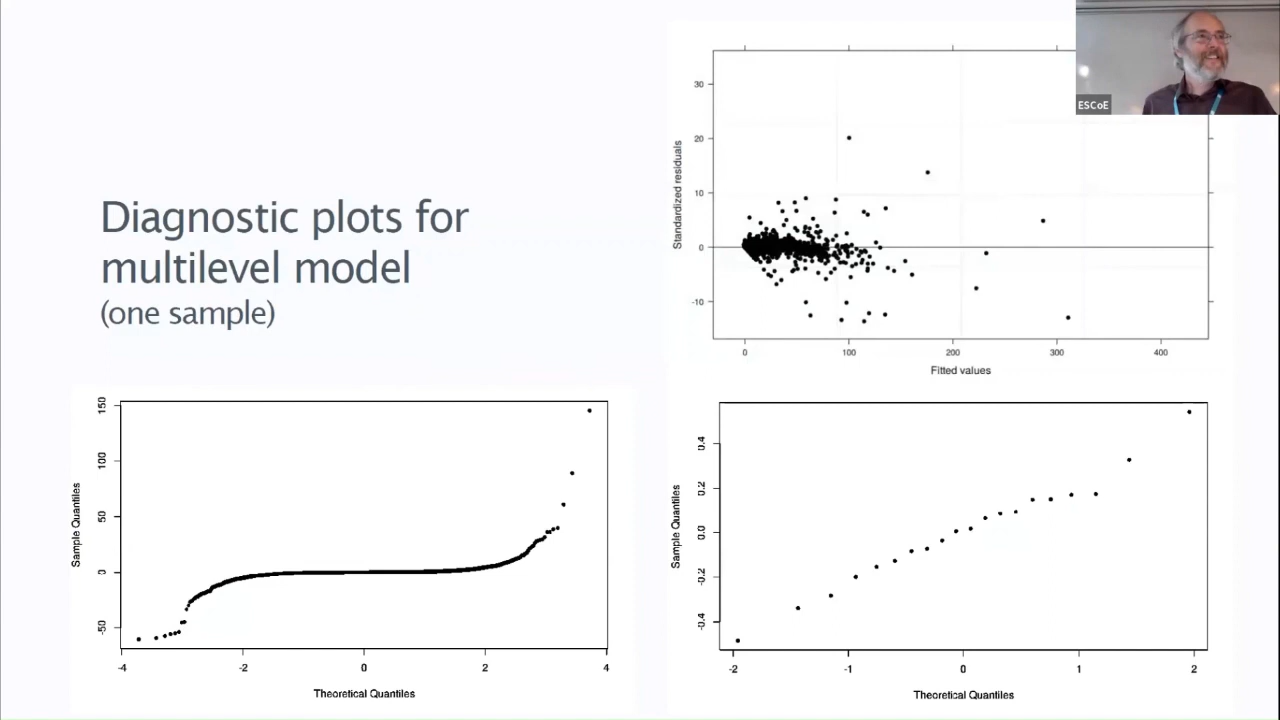 ESCoE
Diagnostic plots for
multilevel model
(one sample)
Standardized residuals
30
20
10
0
-10
0 100 200 300 400
Fitted values
Sample Quantiles
150
100
50
0
-50
-4 -2 0 2 4
Theoretical Quantiles
Sample Quantiles
0.4
0.2
0.0
-0.2
-0.4
-2 -1 0 1 2
Theoretical Quantiles